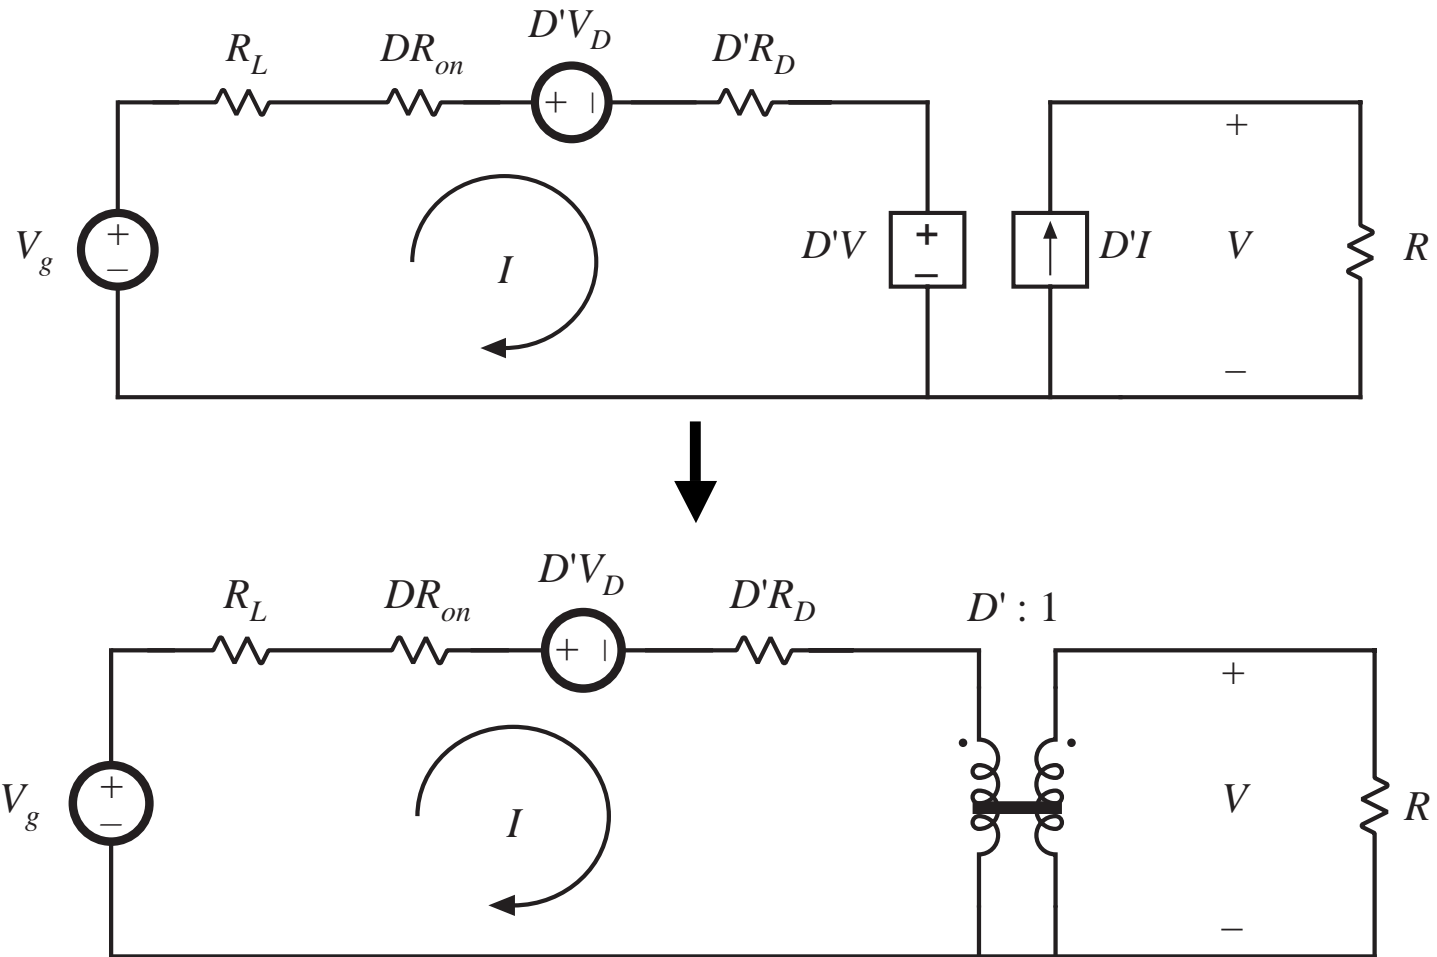 R_L DR_on D'V_D D'R_D
+ –
V_g + –
I
D'V + –
D'I
+ V –
R
R_L DR_on D'V_D D'R_D D' : 1
+ –
V_g + –
I
+ V –
R